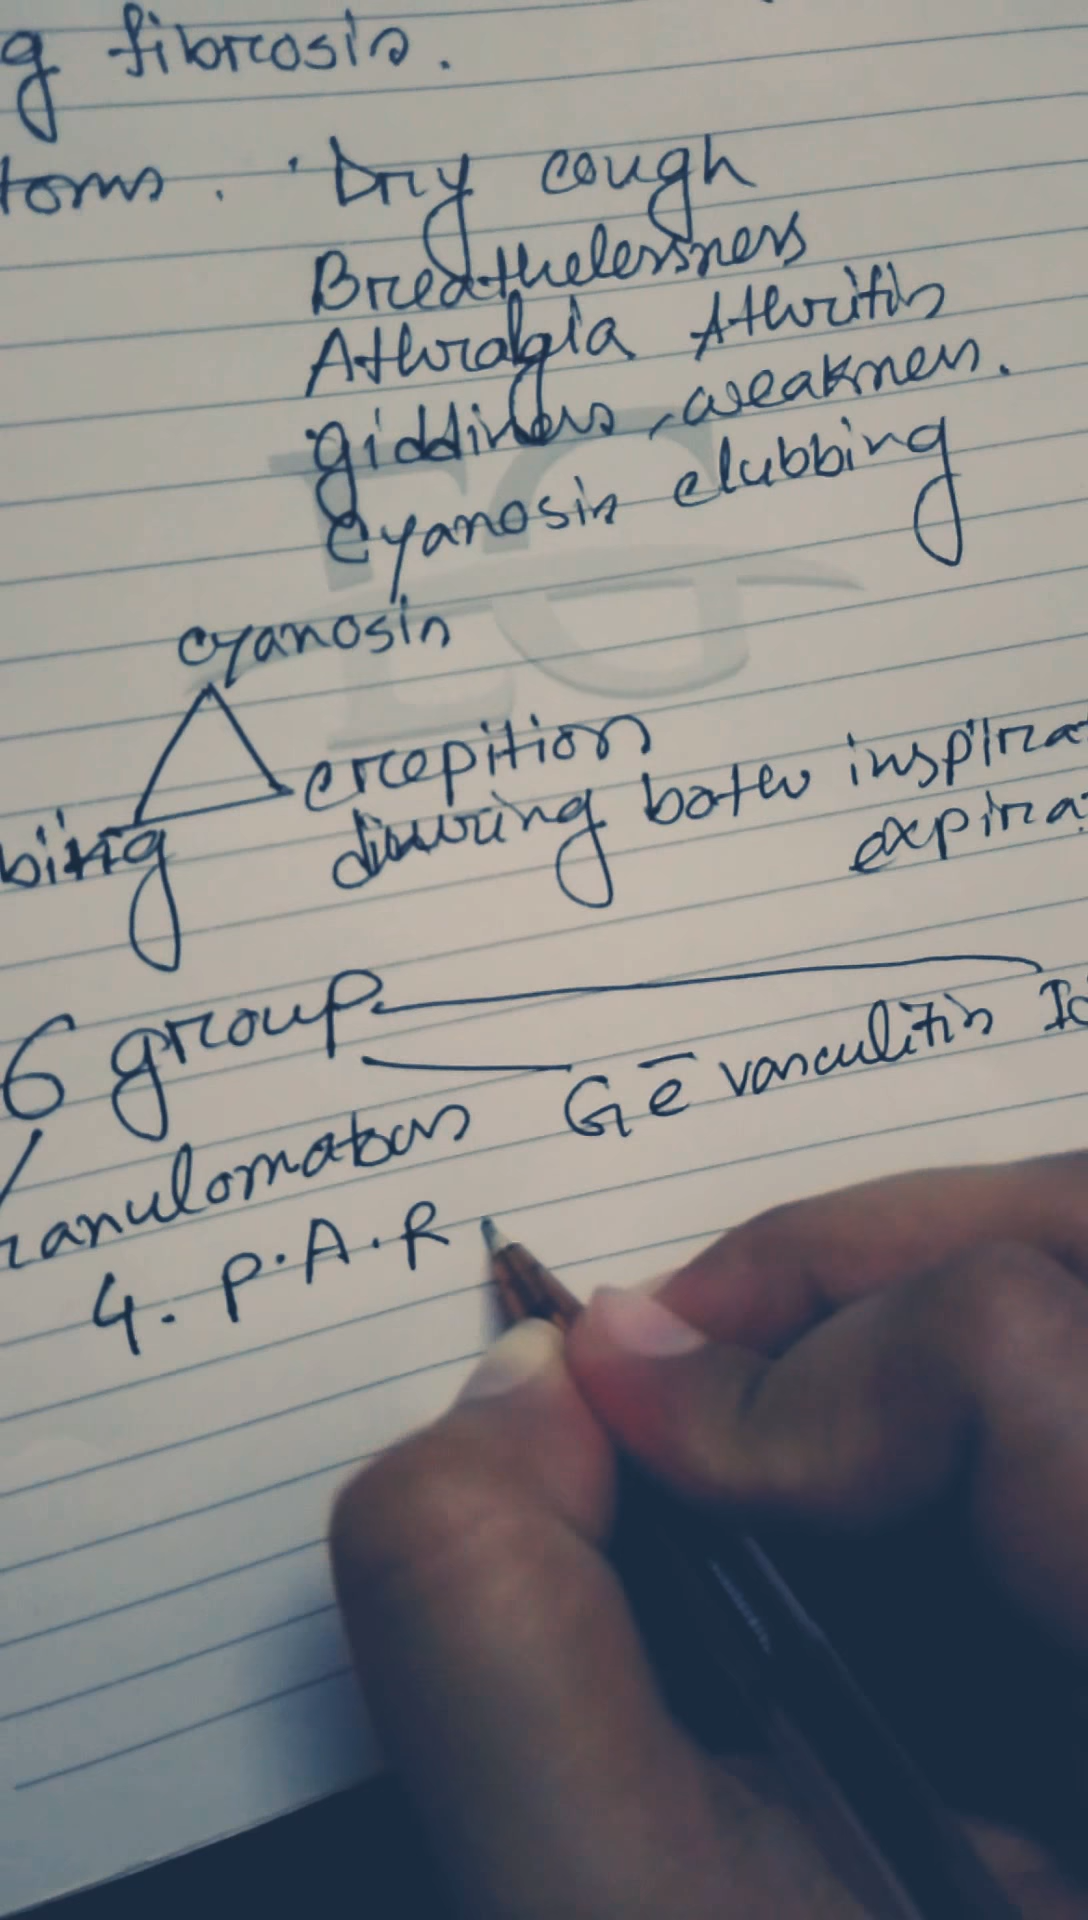 g fibrosis.
toms. Dry cough
Breathelessness
Athralgia Athritis
giddiness, weakness.
Cyanosis clubbing
cyanosis
crepition
bing during both inspira
expira
6 group
G c̄ vasculitis Id
ranulomatous
4. P.A.R